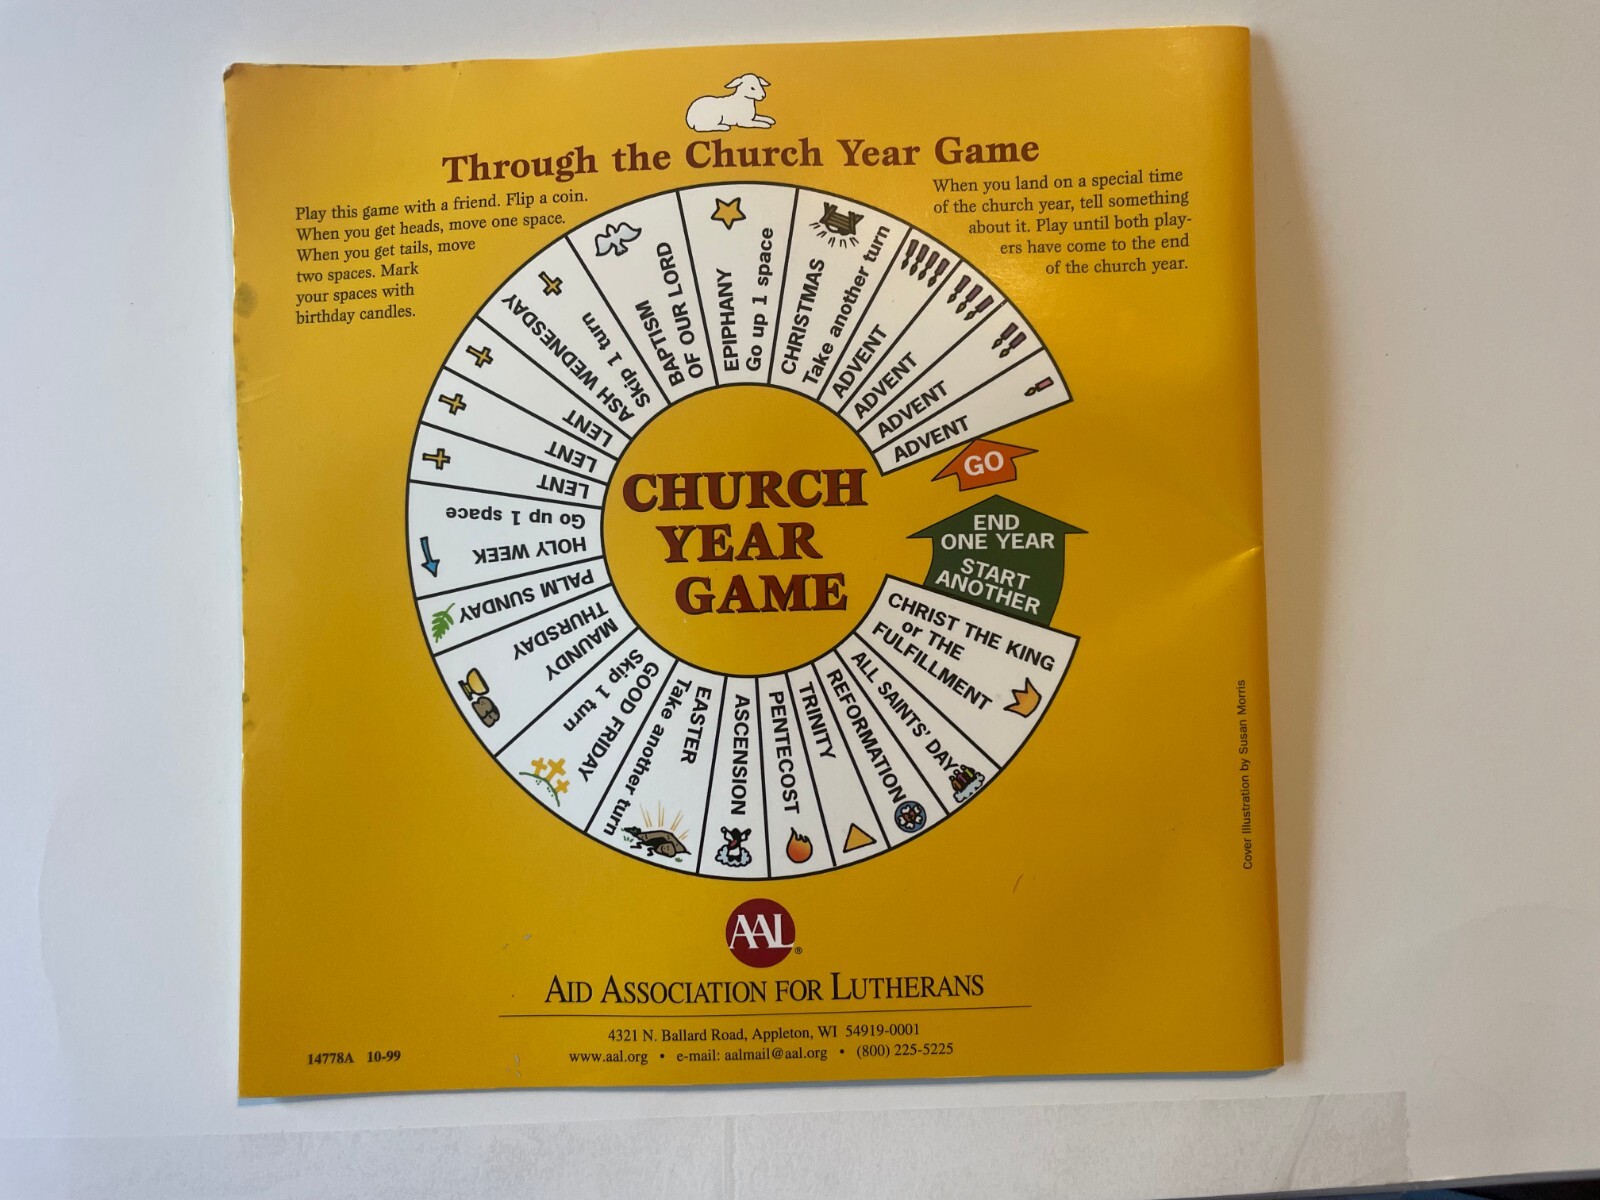 Through the Church Year Game
Play this game with a friend. Flip a coin.
When you get heads, move one space.
When you get tails, move
two spaces. Mark
your spaces with
birthday candles.
When you land on a special time
of the church year, tell something
about it. Play until both play-
ers have come to the end
of the church year.
GO
ADVENT
ADVENT
ADVENT
ADVENT
CHRISTMAS
Take another turn
EPIPHANY
Go up 1 space
BAPTISM
OF OUR LORD
ASH WEDNESDAY
Skip 1 turn
LENT
LENT
LENT
HOLY WEEK
Go up 1 space
PALM SUNDAY
MAUNDY
THURSDAY
GOOD FRIDAY
Skip 1 turn
EASTER
Take another turn
ASCENSION
PENTECOST
TRINITY
REFORMATION
ALL SAINTS' DAY
CHRIST THE KING
or THE
FULFILLMENT
END
ONE YEAR
START
ANOTHER
CHURCH
YEAR
GAME
Cover Illustration by Susan Morris
AAL®
AID ASSOCIATION FOR LUTHERANS
4321 N. Ballard Road, Appleton, WI 54919-0001
www.aal.org • e-mail: aalmail@aal.org • (800) 225-5225
14778A 10-99